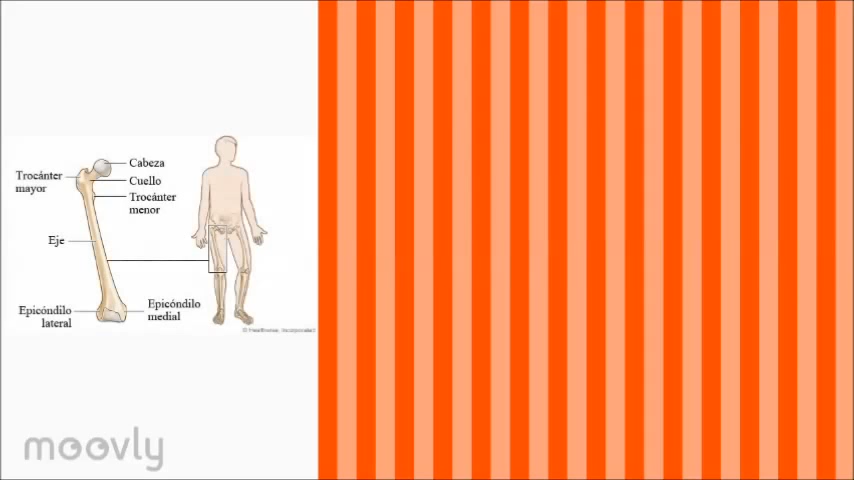 Cabeza
Trocánter
mayor
Cuello
Trocánter
menor
Eje
Epicóndilo
lateral
Epicóndilo
medial
moovly